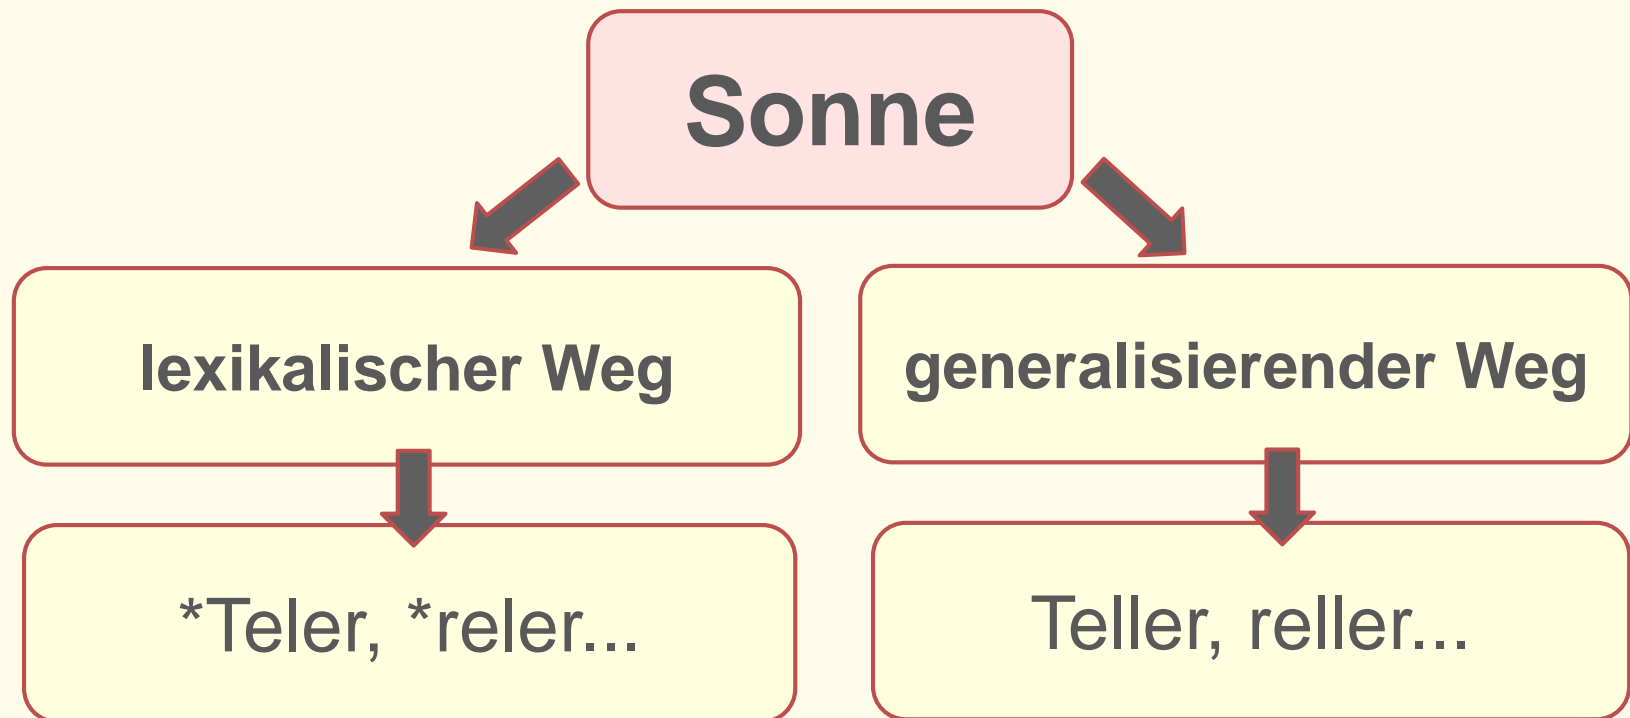 Sonne
lexikalischer Weg
generalisierender Weg
*Teler, *reler...
Teller, reller...